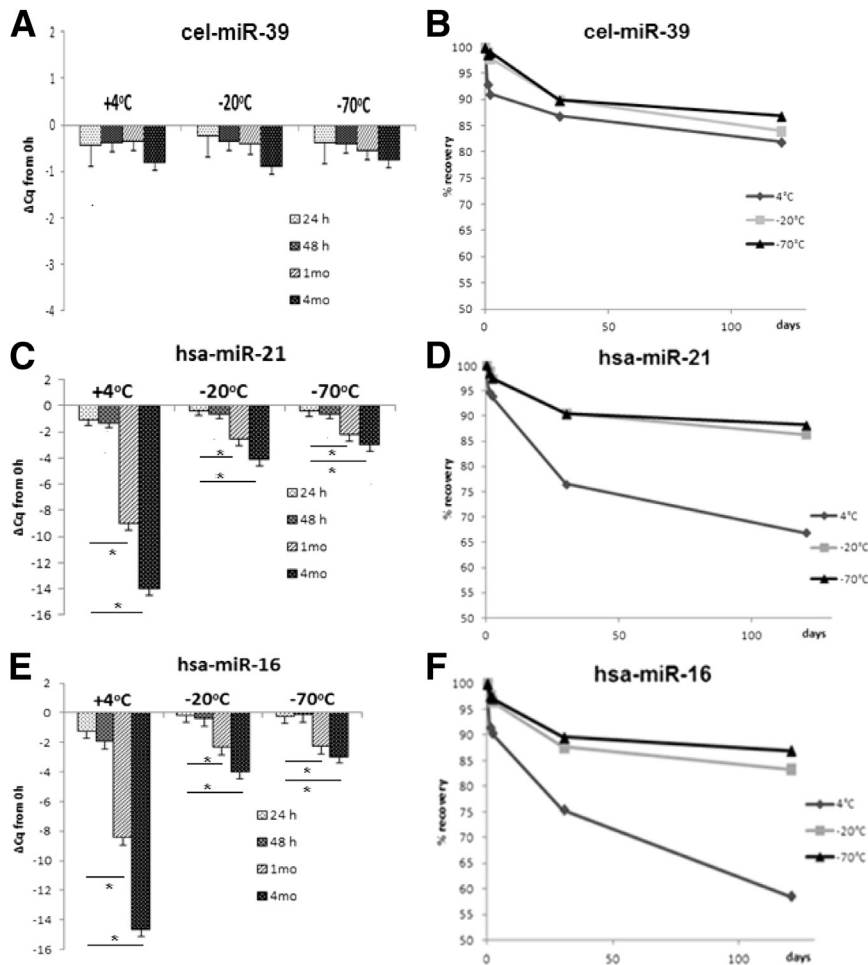 A
cel-miR-39
+4°C -20°C -70°C
ΔCq from 0h
2
1
0
-1
-2
-3
-4
24 h
48 h
1mo
4mo
B
cel-miR-39
% recovery
100
95
90
85
80
75
70
65
60
55
50
0 50 100 days
4°C
-20°C
-70°C
C
hsa-miR-21
+4°C -20°C -70°C
ΔCq from 0h
2
0
-2
-4
-6
-8
-10
-12
-14
-16
* *
* *
*
*
24 h
48 h
1mo
4mo
D
hsa-miR-21
% recovery
100
95
90
85
80
75
70
65
60
55
50
0 50 100 days
4°C
-20°C
-70°C
E
hsa-miR-16
+4°C -20°C -70°C
ΔCq from 0h
2
0
-2
-4
-6
-8
-10
-12
-14
-16
* *
* *
*
*
24 h
48 h
1mo
4mo
F
hsa-miR-16
% recovery
100
95
90
85
80
75
70
65
60
55
50
0 50 100 days
4°C
-20°C
-70°C